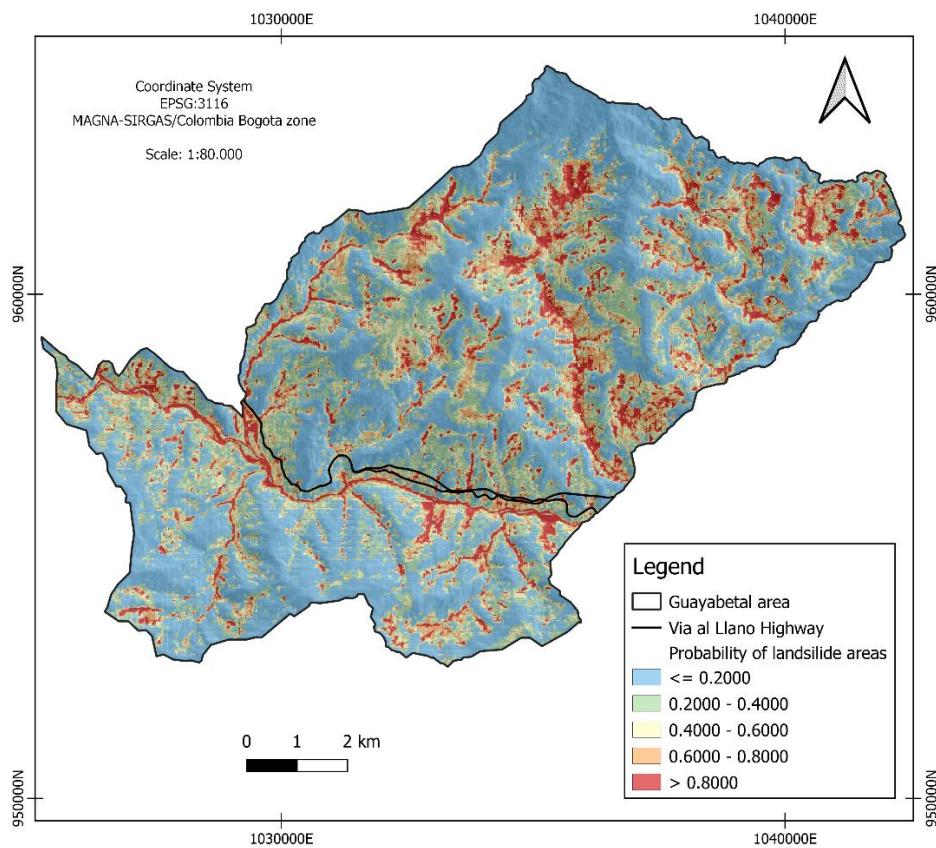 1030000E
1040000E
Coordinate System
EPSG:3116
MAGNA-SIRGAS/Colombia Bogota zone
Scale: 1:80.000
960000N
960000N
Legend
Guayabetal area
Via al Llano Highway
Probability of landsilide areas
<= 0.2000
0.2000 - 0.4000
0.4000 - 0.6000
0.6000 - 0.8000
> 0.8000
0 1 2 km
950000N
950000N
1030000E
1040000E